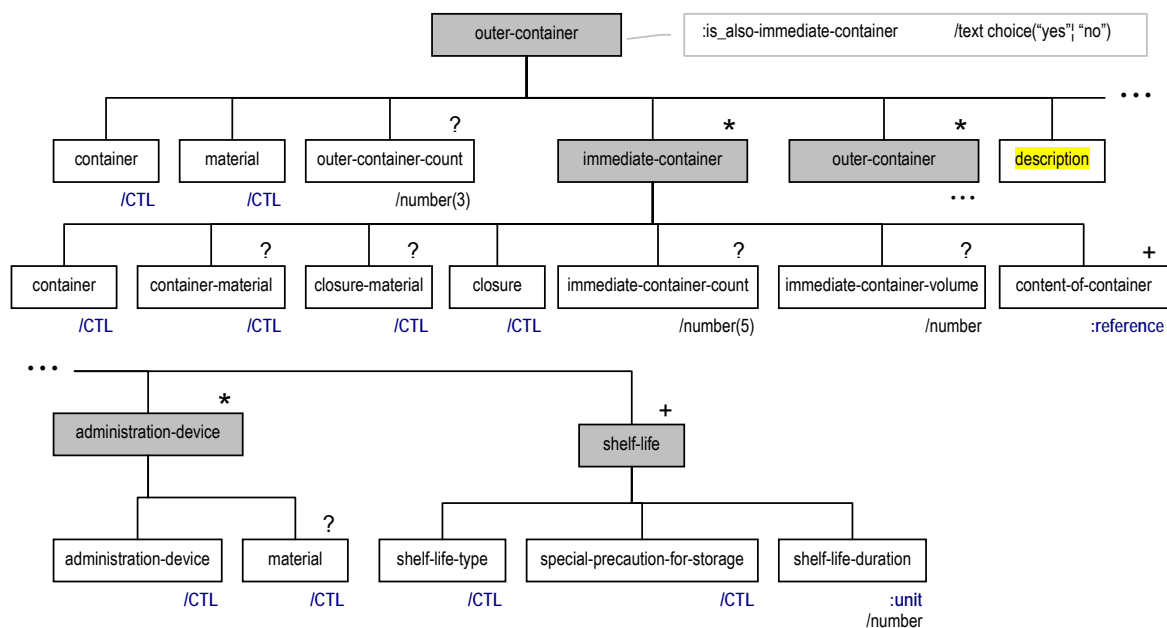 outer-container
:is_also-immediate-container /text choice(“yes”¦ “no”)
...
? * *
container material outer-container-count immediate-container outer-container description
/CTL /CTL /number(3) ...
? ? ? ? +
container container-material closure-material closure immediate-container-count immediate-container-volume content-of-container
/CTL /CTL /CTL /CTL /number(5) /number :reference
...
* +
administration-device shelf-life
?
administration-device material shelf-life-type special-precaution-for-storage shelf-life-duration
/CTL /CTL /CTL /CTL :unit
/number